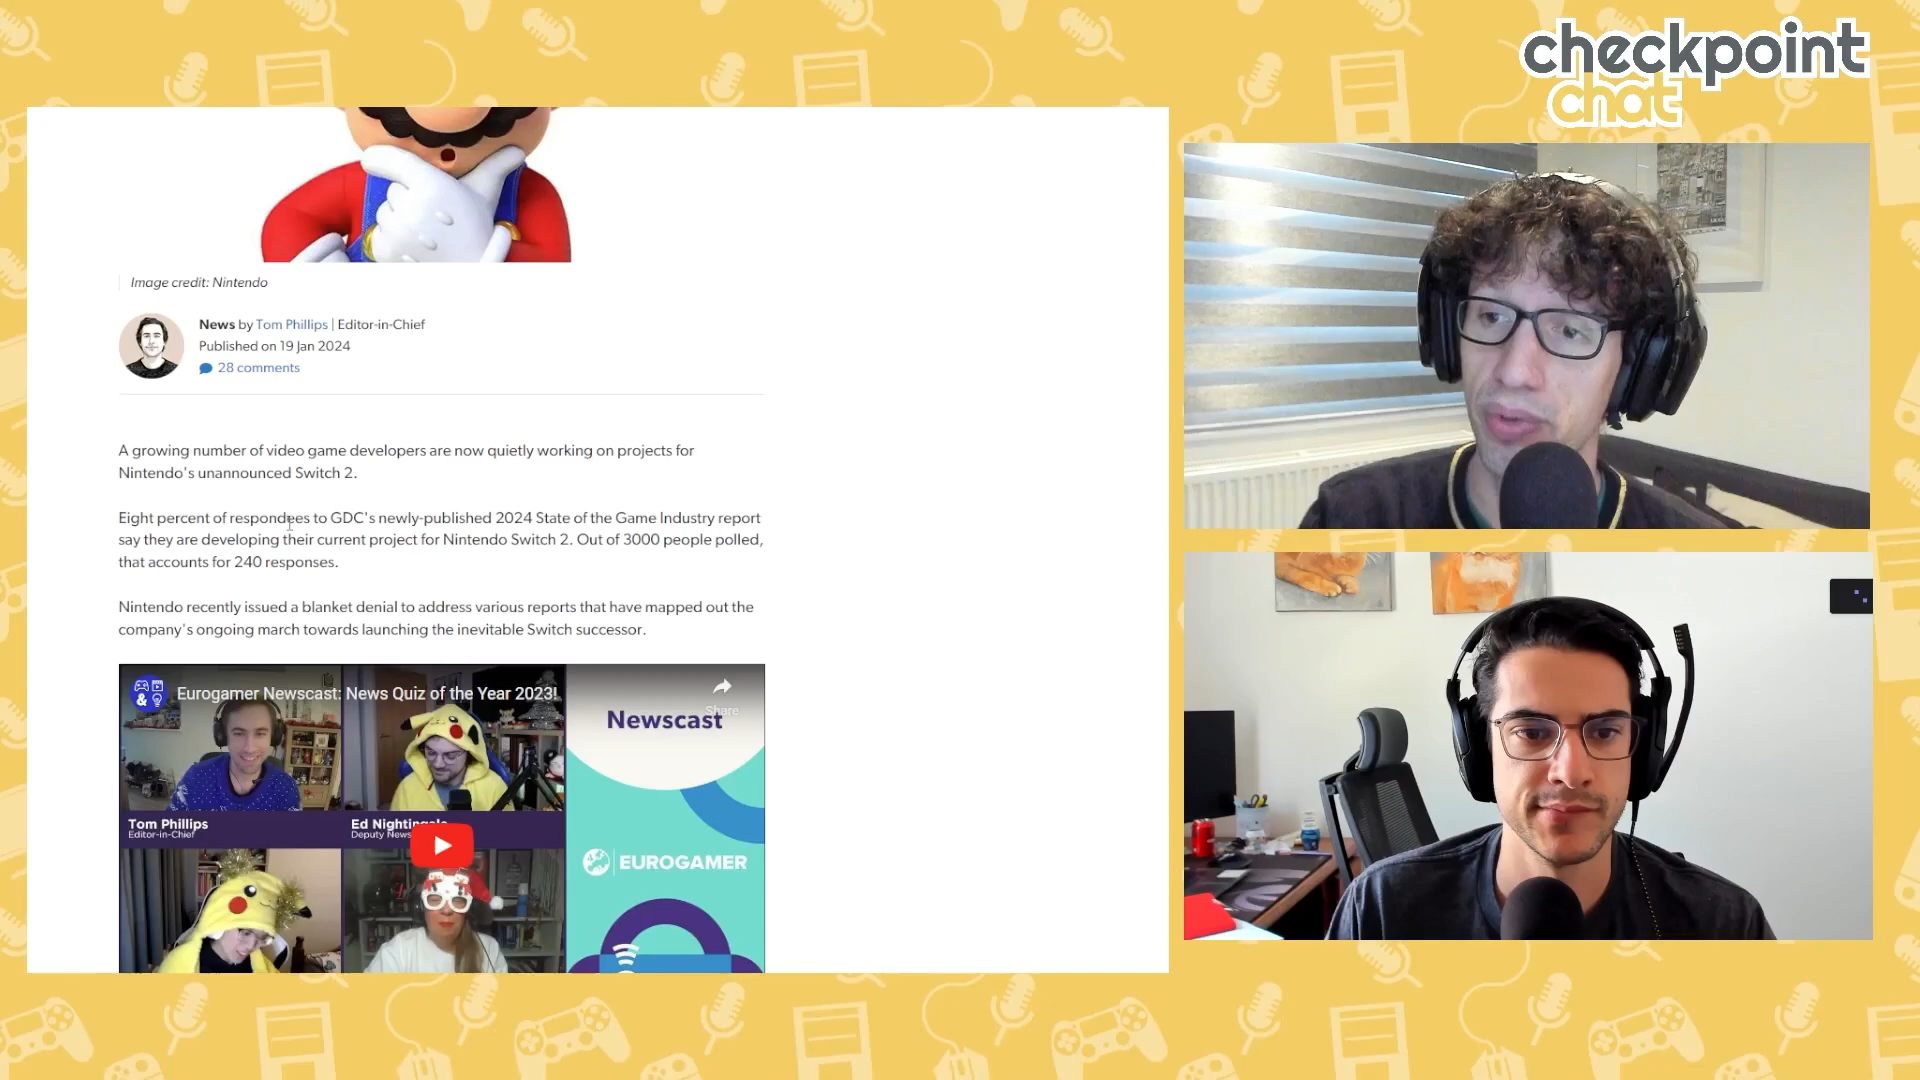 checkpoint
chat
Image credit: Nintendo
News by Tom Phillips | Editor-in-Chief
Published on 19 Jan 2024
28 comments
A growing number of video game developers are now quietly working on projects for
Nintendo's unannounced Switch 2.
Eight percent of respondees to GDC's newly-published 2024 State of the Game Industry report
say they are developing their current project for Nintendo Switch 2. Out of 3000 people polled,
that accounts for 240 responses.
Nintendo recently issued a blanket denial to address various reports that have mapped out the
company's ongoing march towards launching the inevitable Switch successor.
Eurogamer Newscast: News Quiz of the Year 2023!
Share
Newscast
Tom Phillips
Editor-in-Chief
Ed Nightingale
Deputy News
EUROGAMER